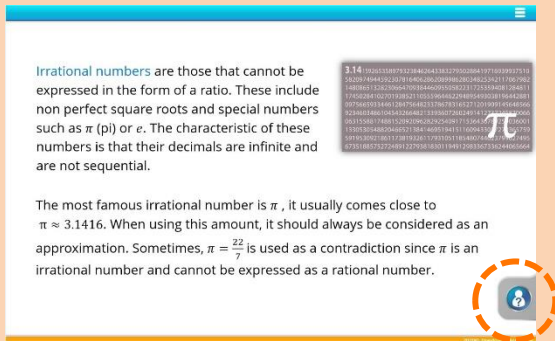 Irrational numbers are those that cannot be
expressed in the form of a ratio. These include
non perfect square roots and special numbers
such as π (pi) or e. The characteristic of these
numbers is that their decimals are infinite and
are not sequential.
3.14
π
The most famous irrational number is π , it usually comes close to
π ≈ 3.1416. When using this amount, it should always be considered as an
approximation. Sometimes, π = 22/7 is used as a contradiction since π is an
irrational number and cannot be expressed as a rational number.